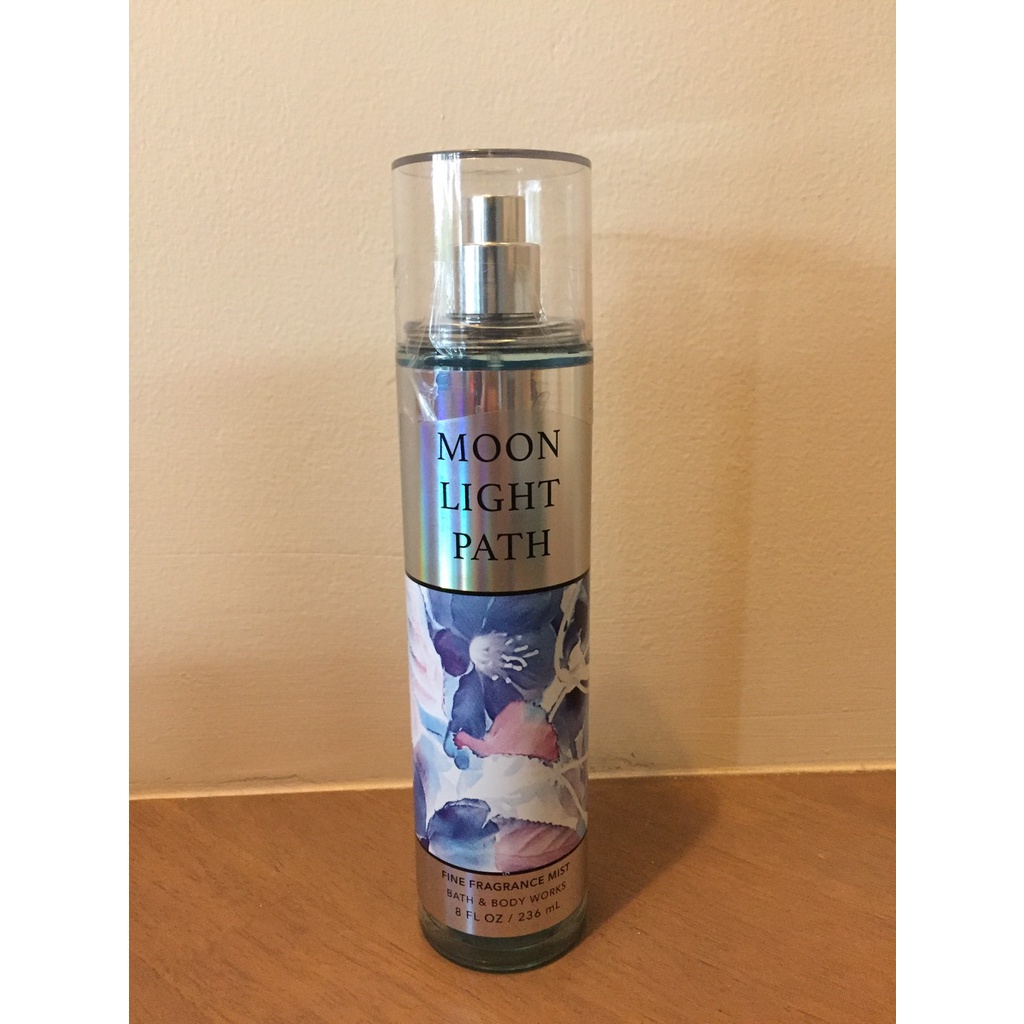 MOON
LIGHT
PATH
FINE FRAGRANCE MIST
BATH & BODY WORKS
8 FL OZ / 236 mL